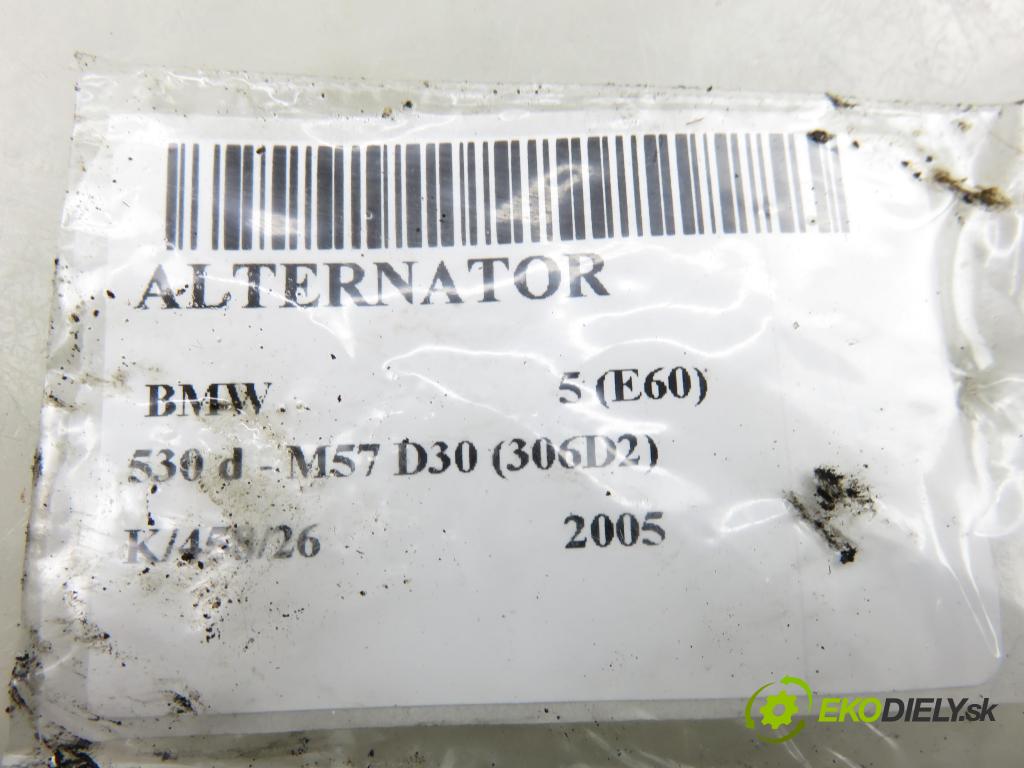 ALTERNATOR
BMW 5 (E60)
530 d - M57 D30 (306D2)
2005
EKODIELY.sk